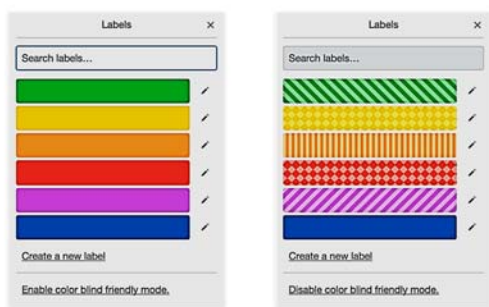 Labels ×
Search labels...
Create a new label
Enable color blind friendly mode.
Labels ×
Search labels...
Create a new label
Disable color blind friendly mode.